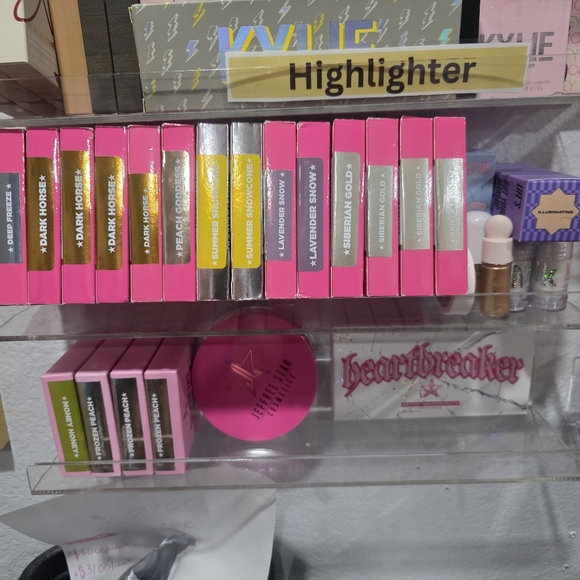 KYLIE
KYLIE
Highlighter
★ DEEP FREEZE ★
★ DARK HORSE ★
★ DARK HORSE ★
★ DARK HORSE ★
★ DARK HORSE ★
★ PEACH GODDESS ★
★ SUMMER SNOWCONE ★
★ SUMMER SNOWCONE ★
★ LAVENDER SNOW ★
★ LAVENDER SNOW ★
★ SIBERIAN GOLD ★
★ SIBERIAN GOLD ★
★ SIBERIAN GOLD ★
ILLUMINATING
K
★ MONEY HONEY ★
★ FROZEN PEACH ★
★ FROZEN PEACH ★
★ FROZEN PEACH ★
JEFFREE STAR
COSMETICS
heartbreaker